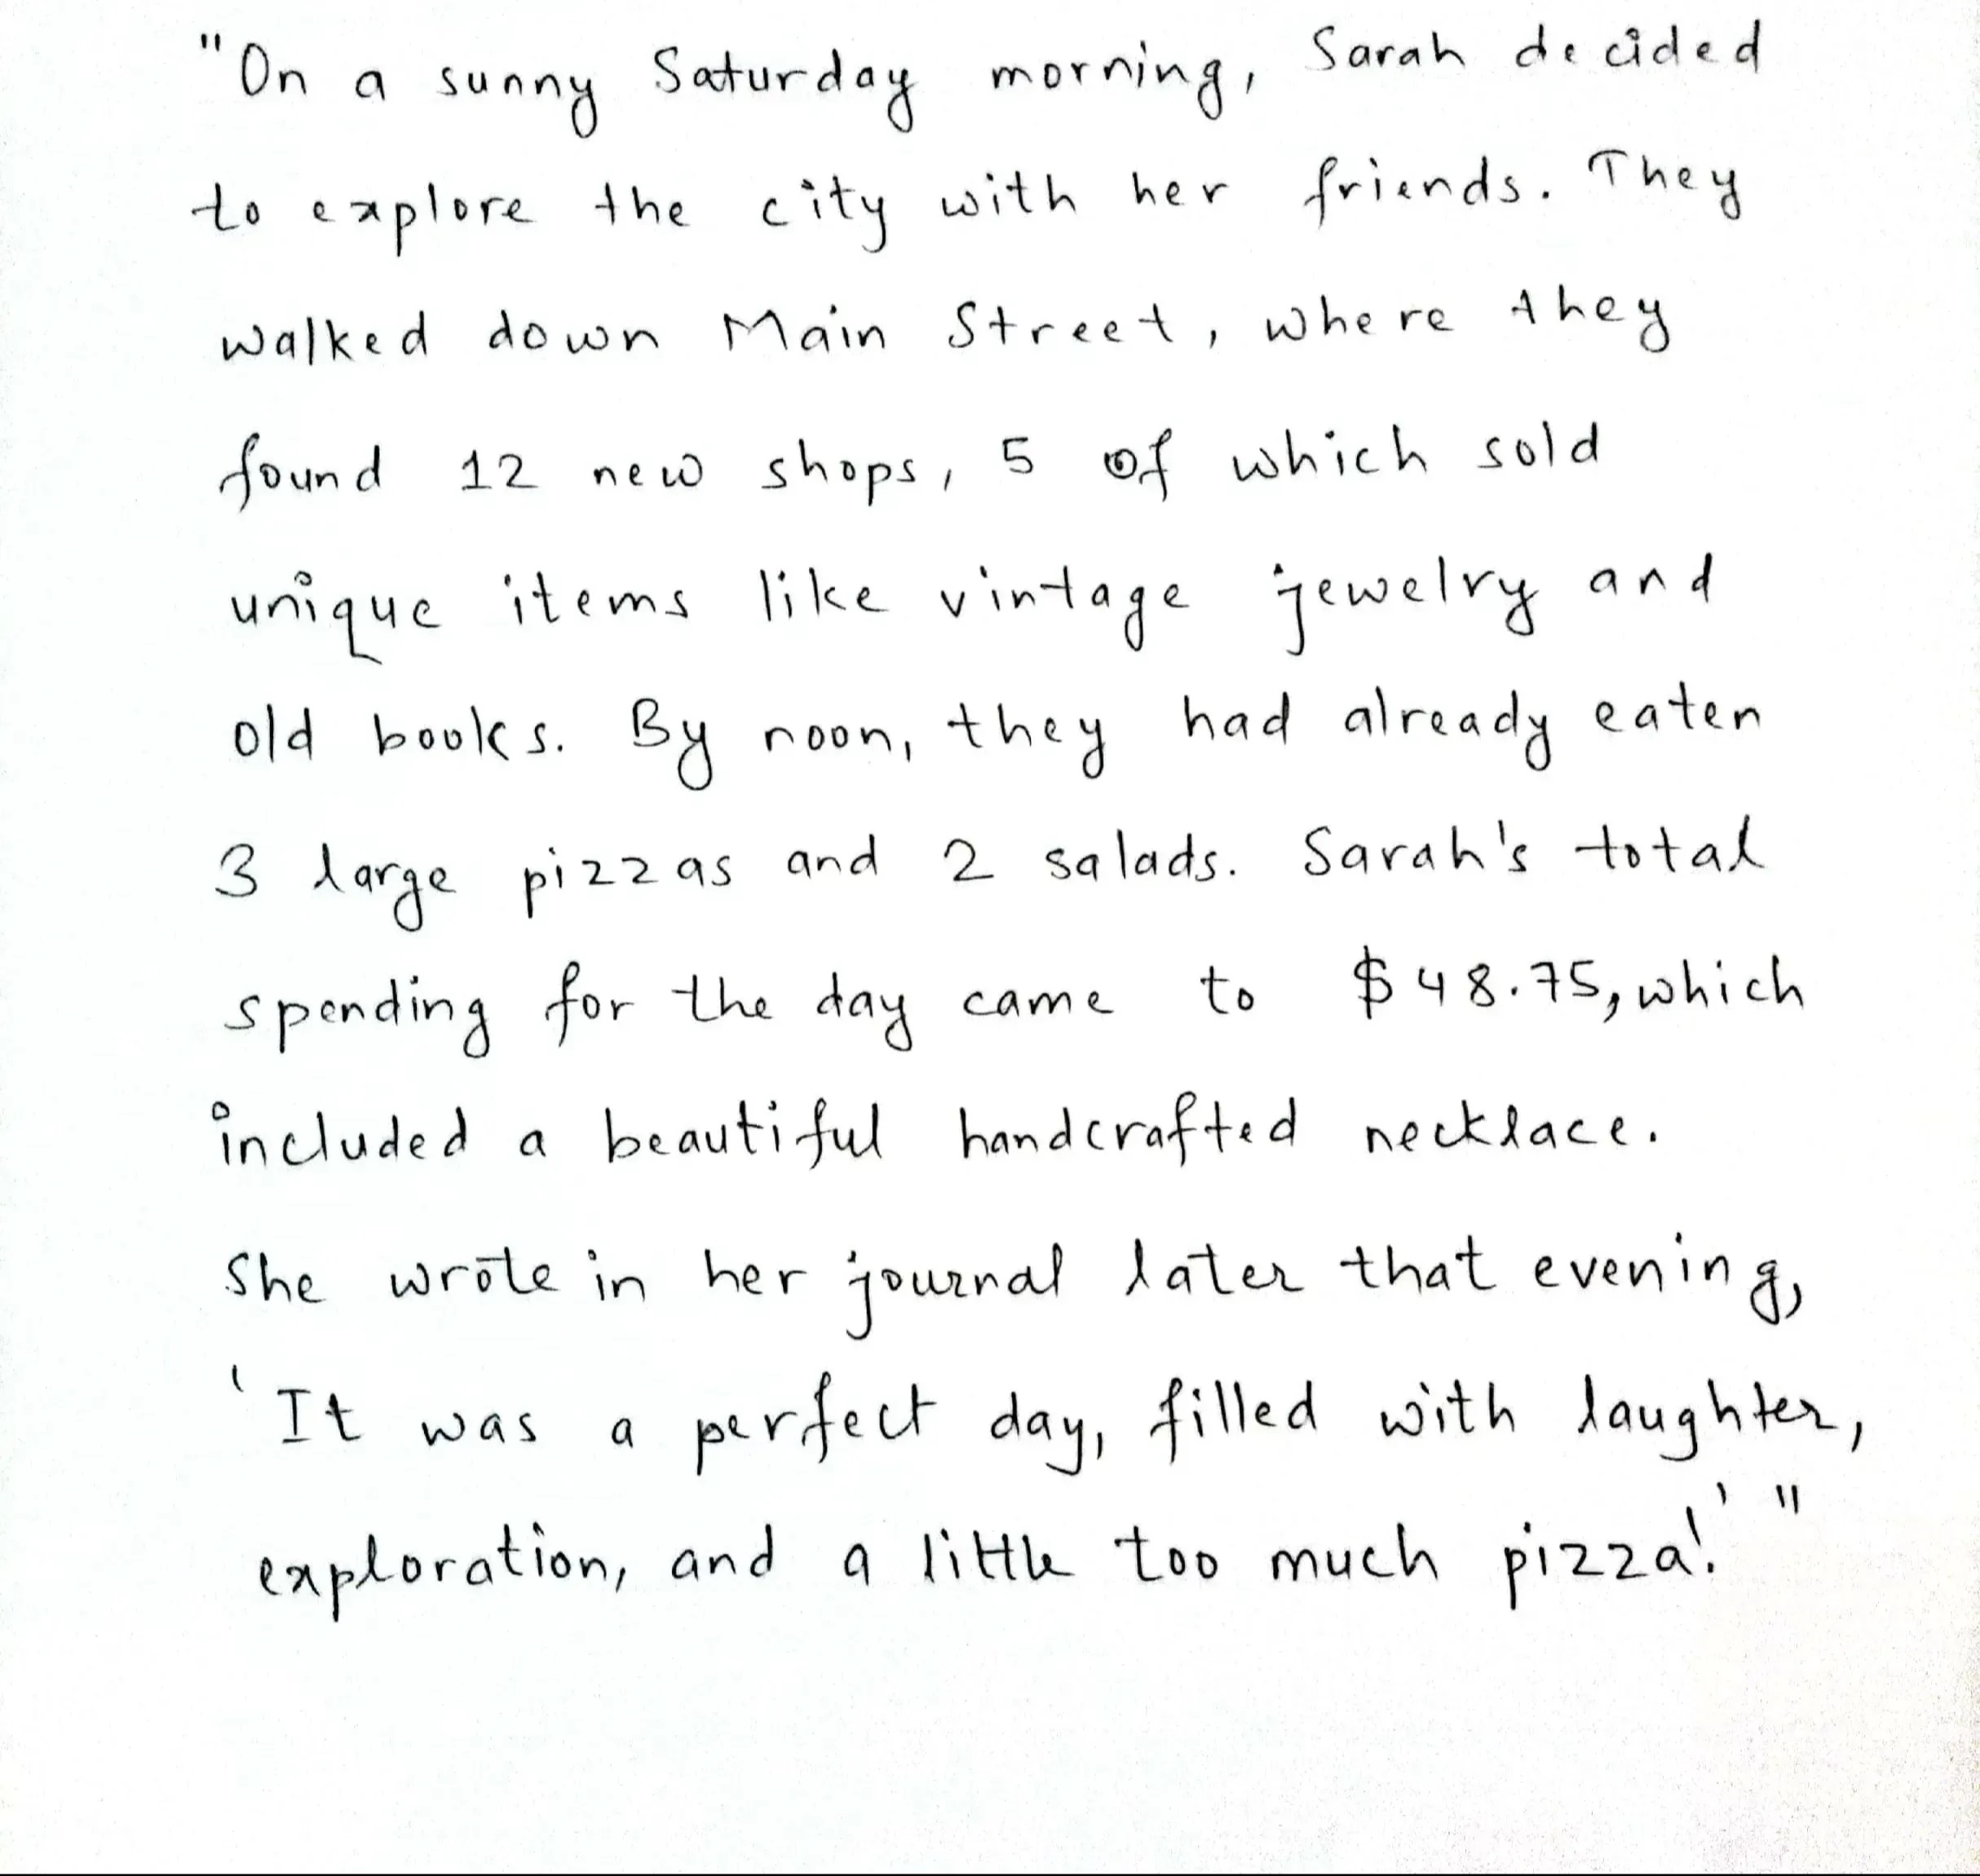 "On a sunny Saturday morning, Sarah decided
to explore the city with her friends. They
walked down Main Street, where they
found 12 new shops, 5 of which sold
unique items like vintage jewelry and
old books. By noon, they had already eaten
3 large pizzas and 2 salads. Sarah's total
spending for the day came to $48.75, which
included a beautiful handcrafted necklace.
She wrote in her journal later that evening,
'It was a perfect day, filled with laughter,
exploration, and a little too much pizza!'"